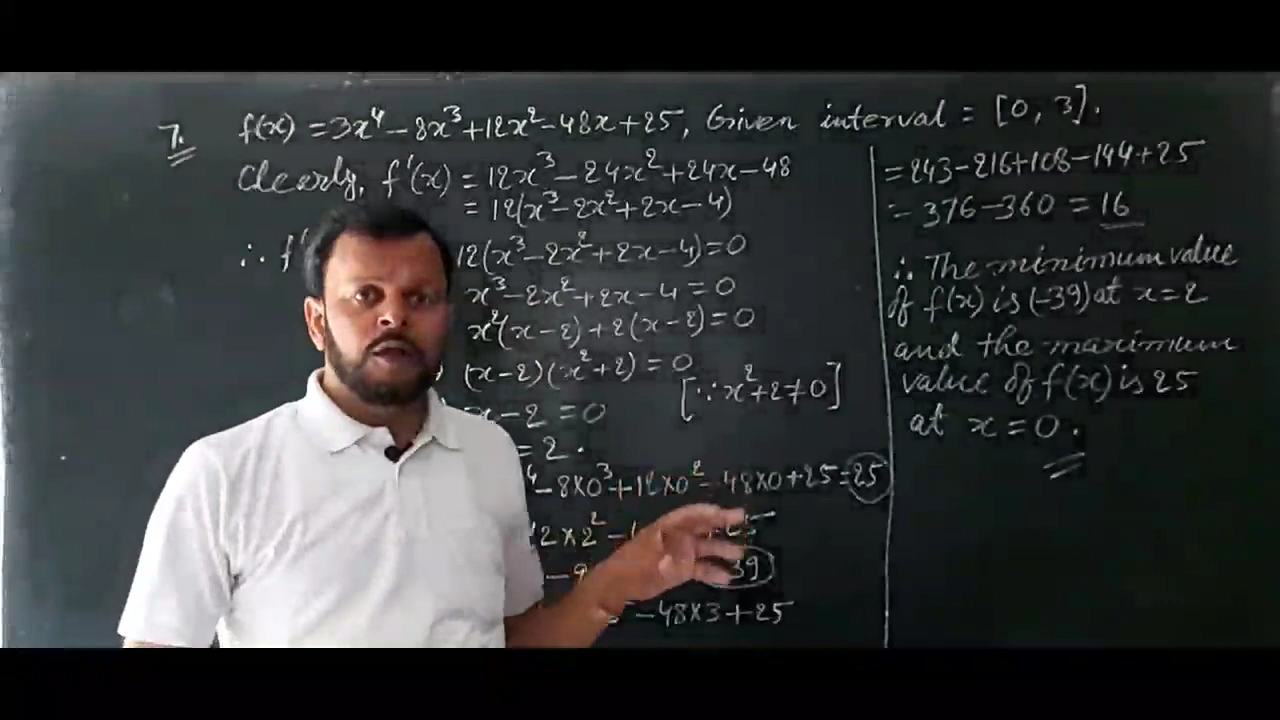 7. f(x) = 3x⁴ - 8x³ + 12x² - 48x + 25, Given interval = [0, 3].
Clearly, f'(x) = 12x³ - 24x² + 24x - 48
= 12(x³ - 2x² + 2x - 4)
∴ f' 12(x³ - 2x² + 2x - 4) = 0
x³ - 2x² + 2x - 4 = 0
x²(x - 2) + 2(x - 2) = 0
(x - 2)(x² + 2) = 0
x - 2 = 0 [∵ x² + 2 ≠ 0]
= 2.
- 8×0³ + 12×0² - 48×0 + 25 = 25
2×2² -
39
- 48×3 + 25
= 243 - 216 + 108 - 144 + 25
= 376 - 360 = 16
∴ The minimum value
of f(x) is (-39) at x = 2
and the maximum
value of f(x) is 25
at x = 0.